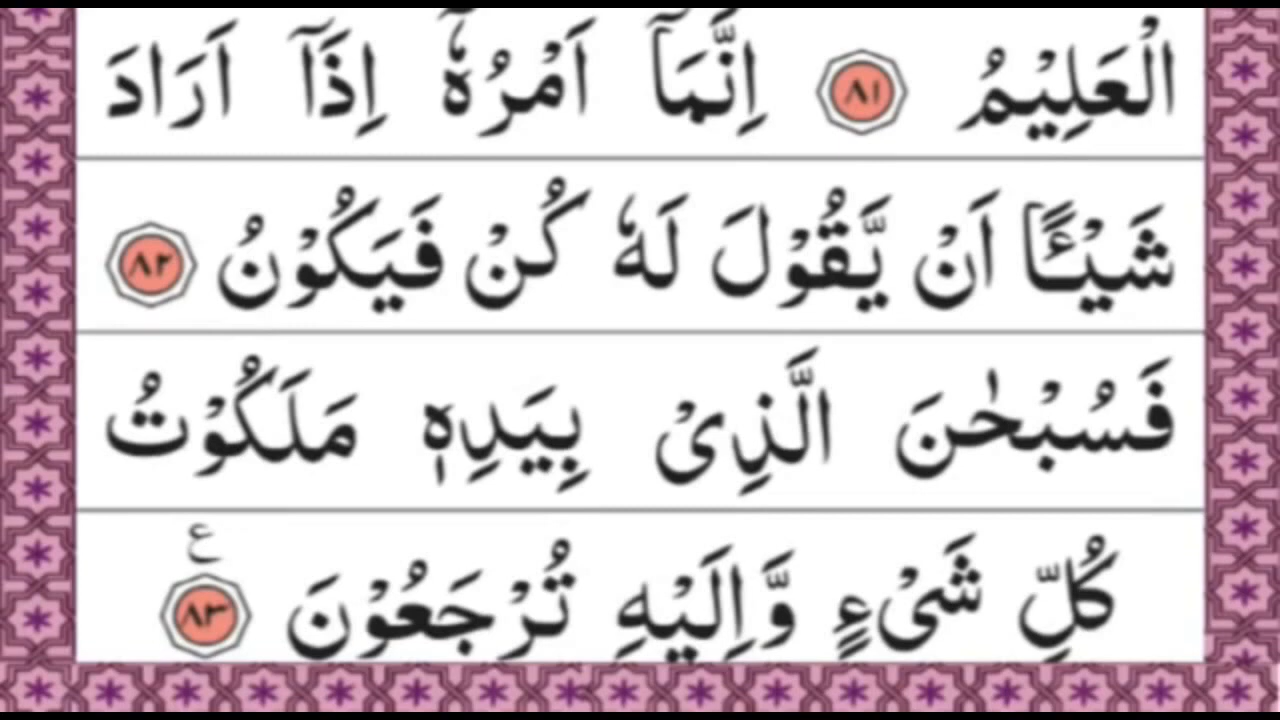 الْعَلِيْمُ ٨١ اِنَّمَاۤ اَمْرُهٗۤ اِذَاۤ اَرَادَ
شَيْـًٔا اَنْ يَّقُوْلَ لَهٗ كُنْ فَيَكُوْنُ ٨٢
فَسُبْحٰنَ الَّذِىْ بِيَدِهٖ مَلَكُوْتُ
كُلِّ شَىْءٍ وَّاِلَيْهِ تُرْجَعُوْنَ ٨٣ ع